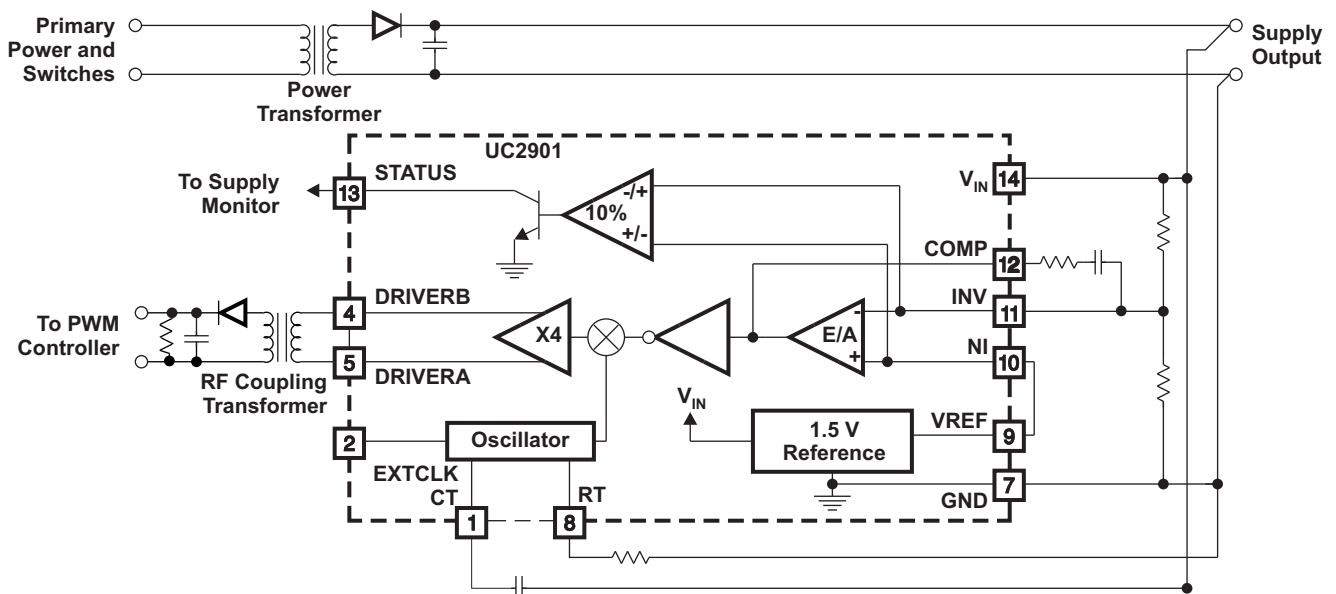 Primary
Power and
Switches
Power
Transformer
Supply
Output
UC2901
To Supply
Monitor
13
STATUS
-/+
10%
+/-
V_IN
14
COMP
12
INV
11
NI
10
VREF
9
GND
7
To PWM
Controller
RF Coupling
Transformer
DRIVERB
4
5
DRIVERA
X4
-
E/A
+
V_IN
1.5 V
Reference
2
Oscillator
EXTCLK
CT
RT
1
8